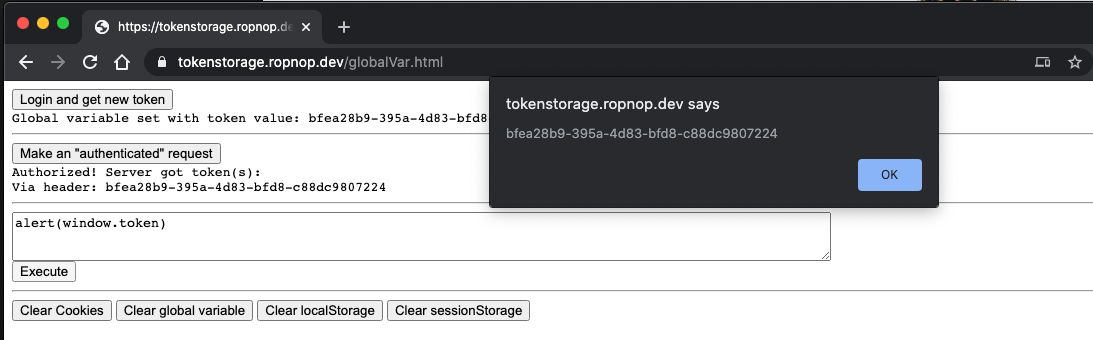 https://tokenstorage.ropnop.de
tokenstorage.ropnop.dev/globalVar.html
tokenstorage.ropnop.dev says
bfea28b9-395a-4d83-bfd8-c88dc9807224
OK
Login and get new token
Global variable set with token value: bfea28b9-395a-4d83-bfd8
Make an "authenticated" request
Authorized! Server got token(s):
Via header: bfea28b9-395a-4d83-bfd8-c88dc9807224
alert(window.token)
Execute
Clear Cookies Clear global variable Clear localStorage Clear sessionStorage